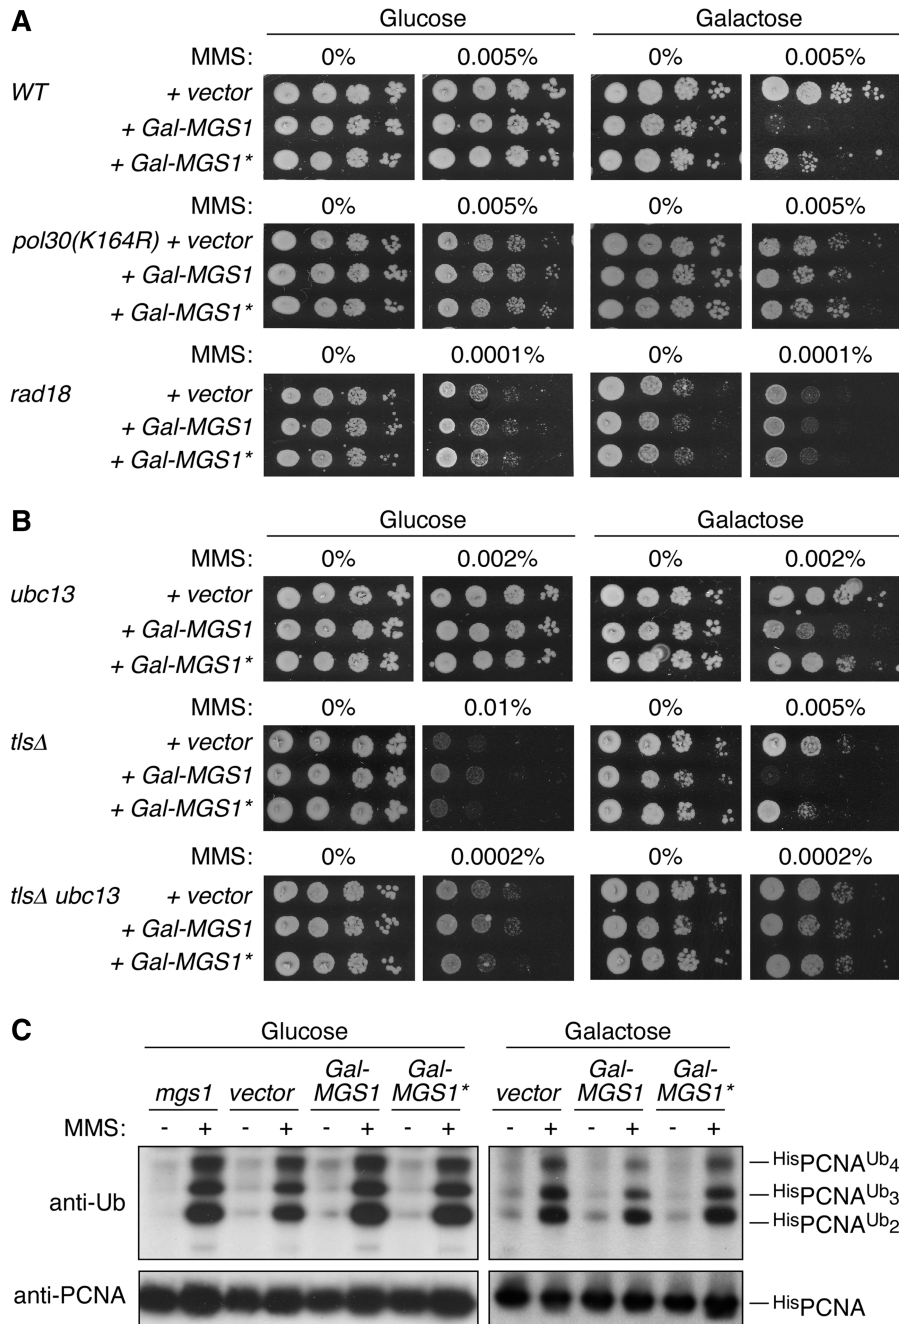 A
Glucose Galactose
MMS: 0% 0.005% 0% 0.005%
WT + vector
+ Gal-MGS1
+ Gal-MGS1*
MMS: 0% 0.005% 0% 0.005%
pol30(K164R) + vector
+ Gal-MGS1
+ Gal-MGS1*
MMS: 0% 0.0001% 0% 0.0001%
rad18 + vector
+ Gal-MGS1
+ Gal-MGS1*
B
Glucose Galactose
MMS: 0% 0.002% 0% 0.002%
ubc13 + vector
+ Gal-MGS1
+ Gal-MGS1*
MMS: 0% 0.01% 0% 0.005%
tlsΔ + vector
+ Gal-MGS1
+ Gal-MGS1*
MMS: 0% 0.0002% 0% 0.0002%
tlsΔ ubc13 + vector
+ Gal-MGS1
+ Gal-MGS1*
C
Glucose Galactose
Gal- Gal- Gal- Gal-
mgs1 vector MGS1 MGS1* vector MGS1 MGS1*
MMS: - + - + - + - + - + - + - +
HisPCNAUb4
anti-Ub HisPCNAUb3
HisPCNAUb2
anti-PCNA HisPCNA